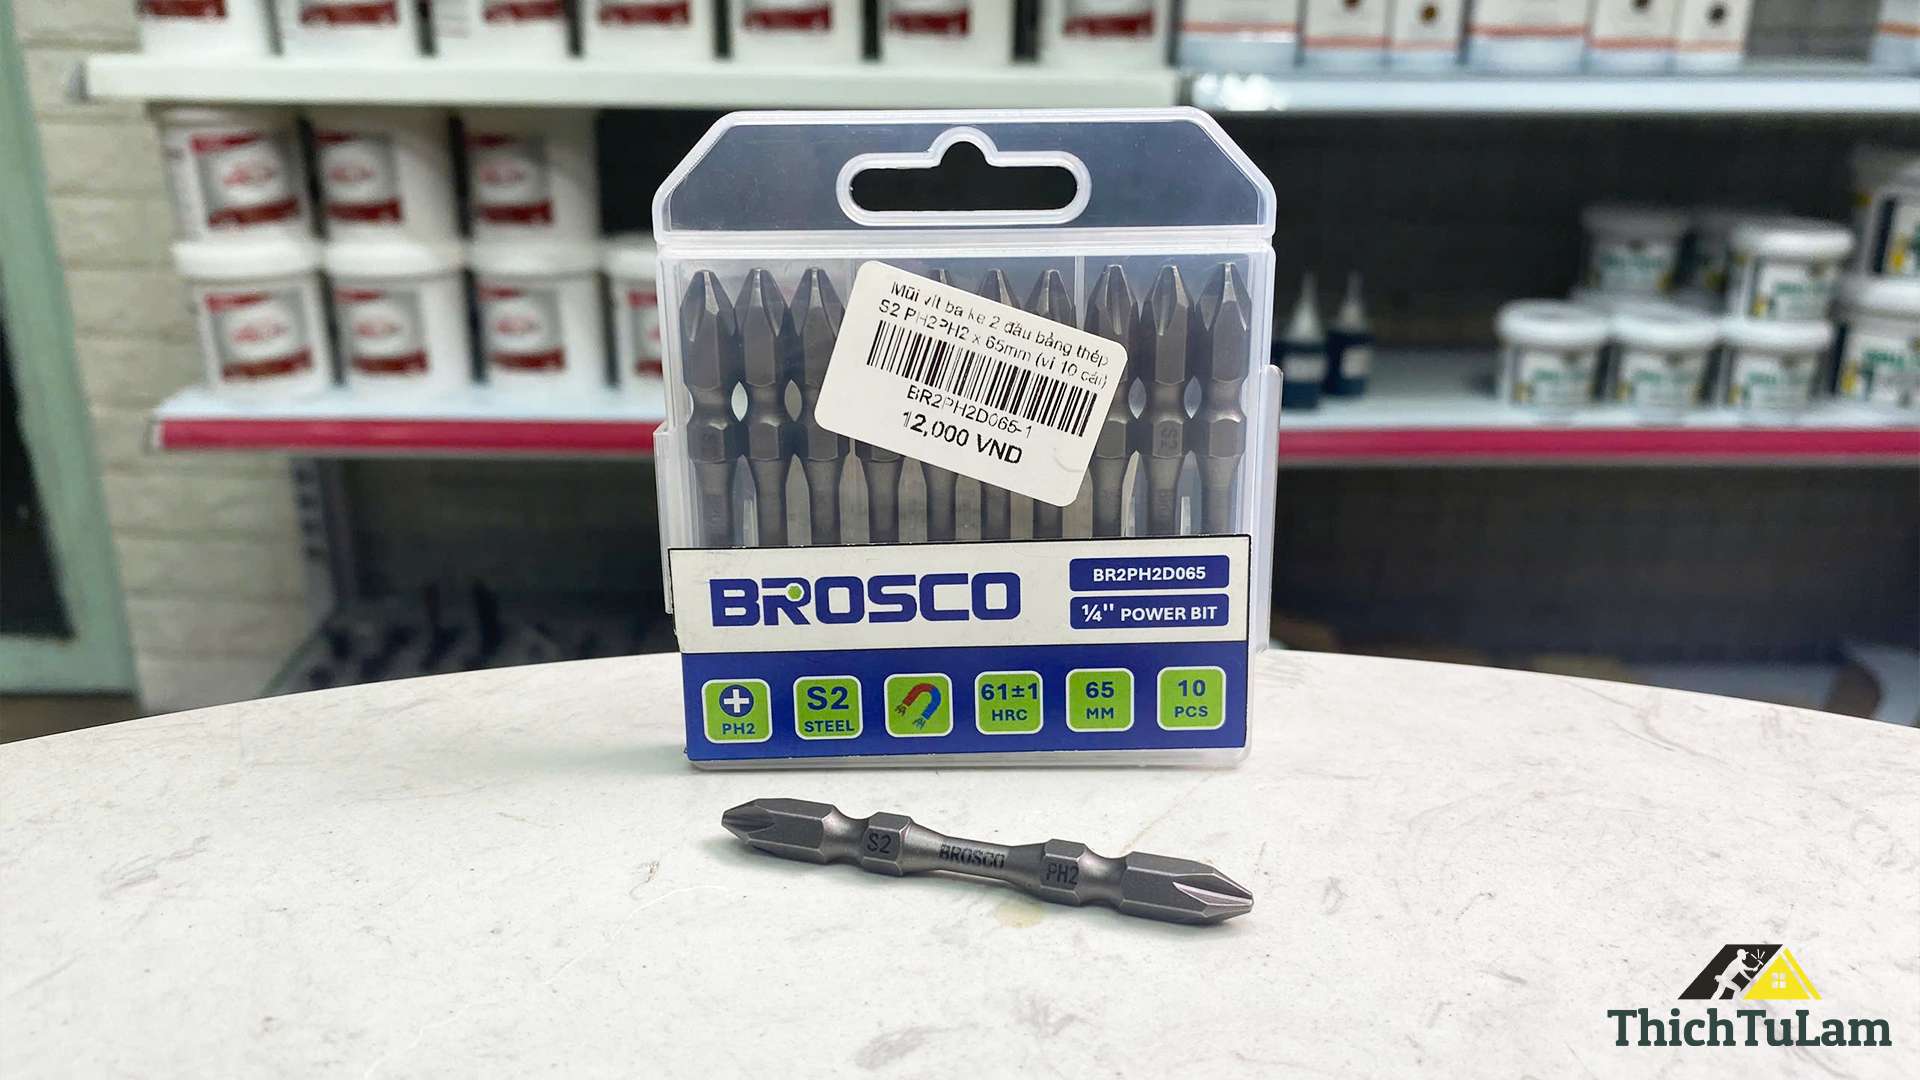 Mũi vít ba ke 2 đầu bằng thép
S2 PH2PH2 x 65mm (vỉ 10 cái)
BR2PH2D065-1
12,000 VND
S2
BROSCO
BR2PH2D065
¼" POWER BIT
PH2
S2
STEEL
61±1
HRC
65
MM
10
PCS
S2 BROSCO PH2
ThichTuLam